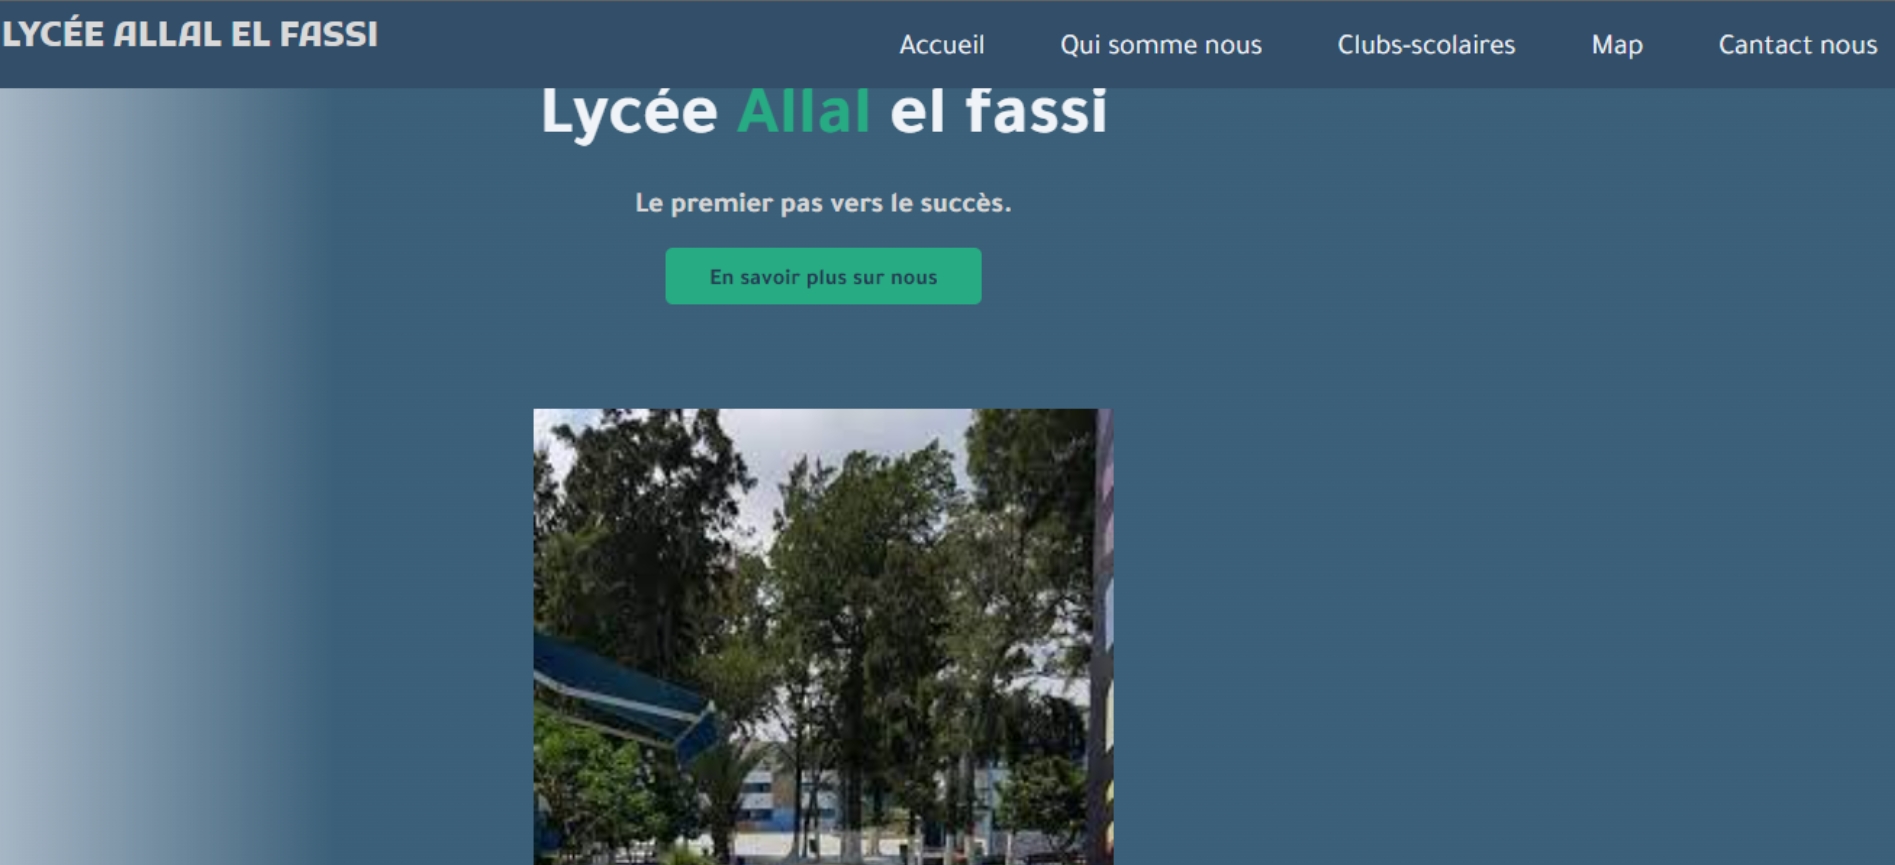 LYCÉE ALLAL EL FASSI
Accueil Qui somme nous Clubs-scolaires Map Cantact nous
Lycée Allal el fassi
Le premier pas vers le succès.
En savoir plus sur nous